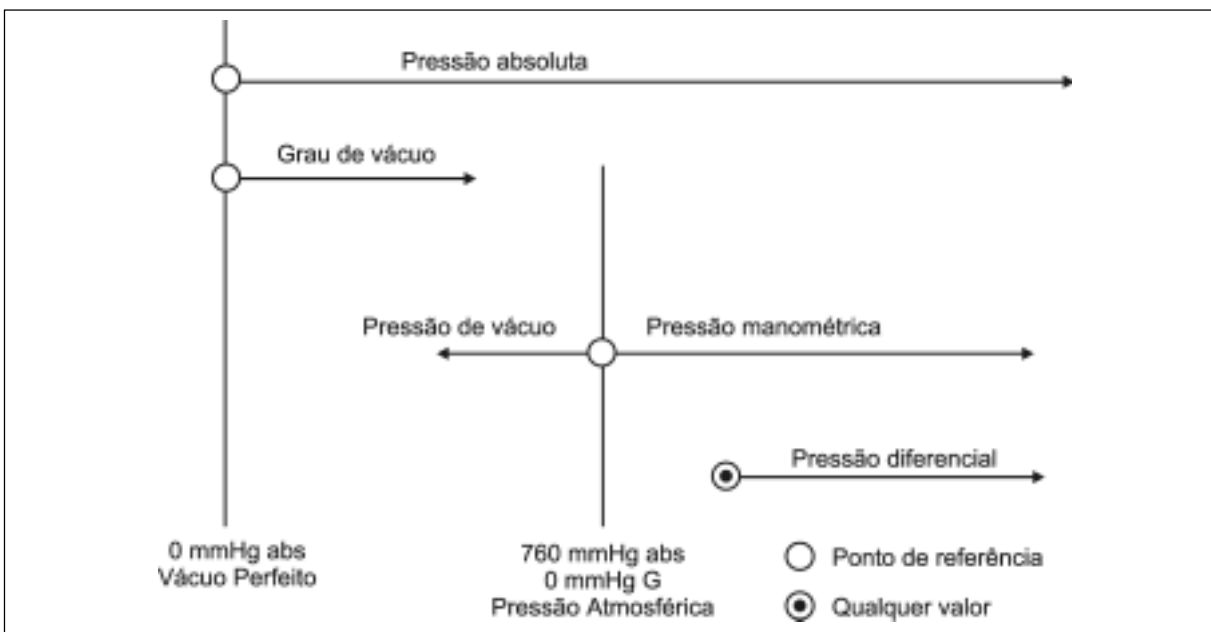 Pressão absoluta
Grau de vácuo
Pressão de vácuo
Pressão manométrica
Pressão diferencial
0 mmHg abs
Vácuo Perfeito
760 mmHg abs
0 mmHg G
Pressão Atmosférica
Ponto de referência
Qualquer valor